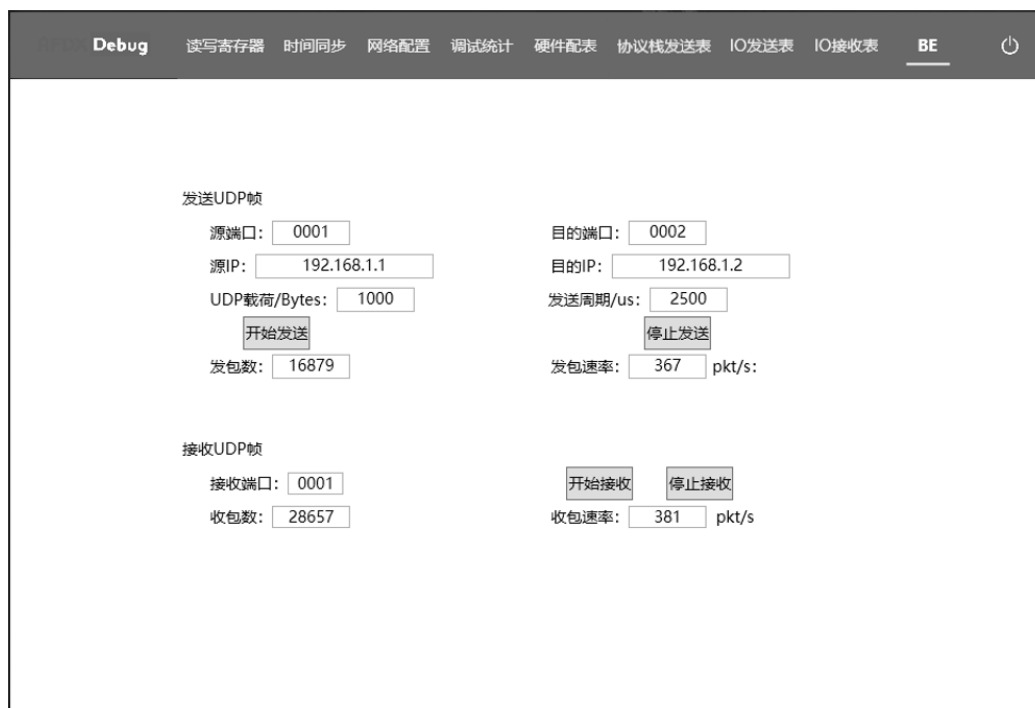 Debug 读写寄存器 时间同步 网络配置 调试统计 硬件配表 协议栈发送表 IO发送表 IO接收表 BE
发送UDP帧
源端口： 0001 目的端口： 0002
源IP： 192.168.1.1 目的IP： 192.168.1.2
UDP载荷/Bytes： 1000 发送周期/us： 2500
开始发送 停止发送
发包数： 16879 发包速率： 367 pkt/s：
接收UDP帧
接收端口： 0001 开始接收 停止接收
收包数： 28657 收包速率： 381 pkt/s